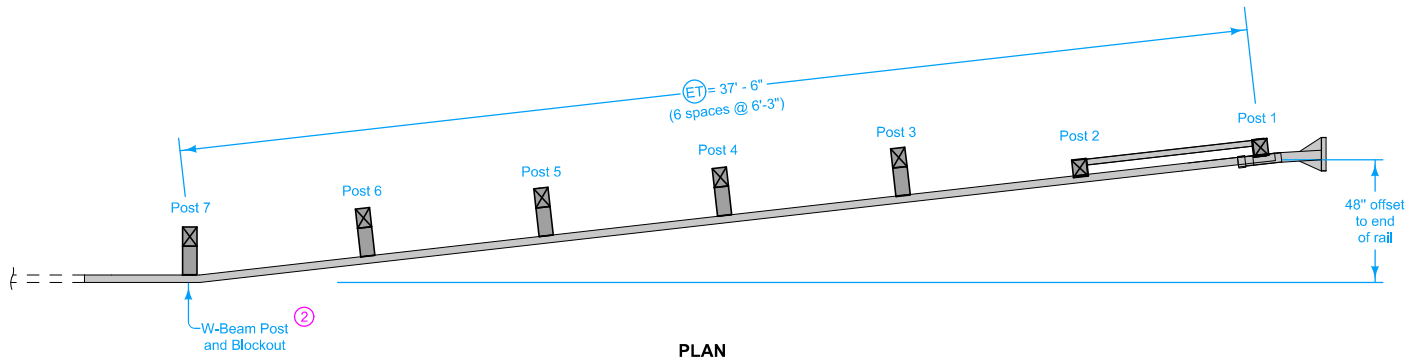 ET = 37' - 6"
(6 spaces @ 6'-3")
Post 1
Post 2
Post 3
Post 4
Post 5
Post 6
Post 7
48" offset
to end
of rail
W-Beam Post
and Blockout
2
PLAN